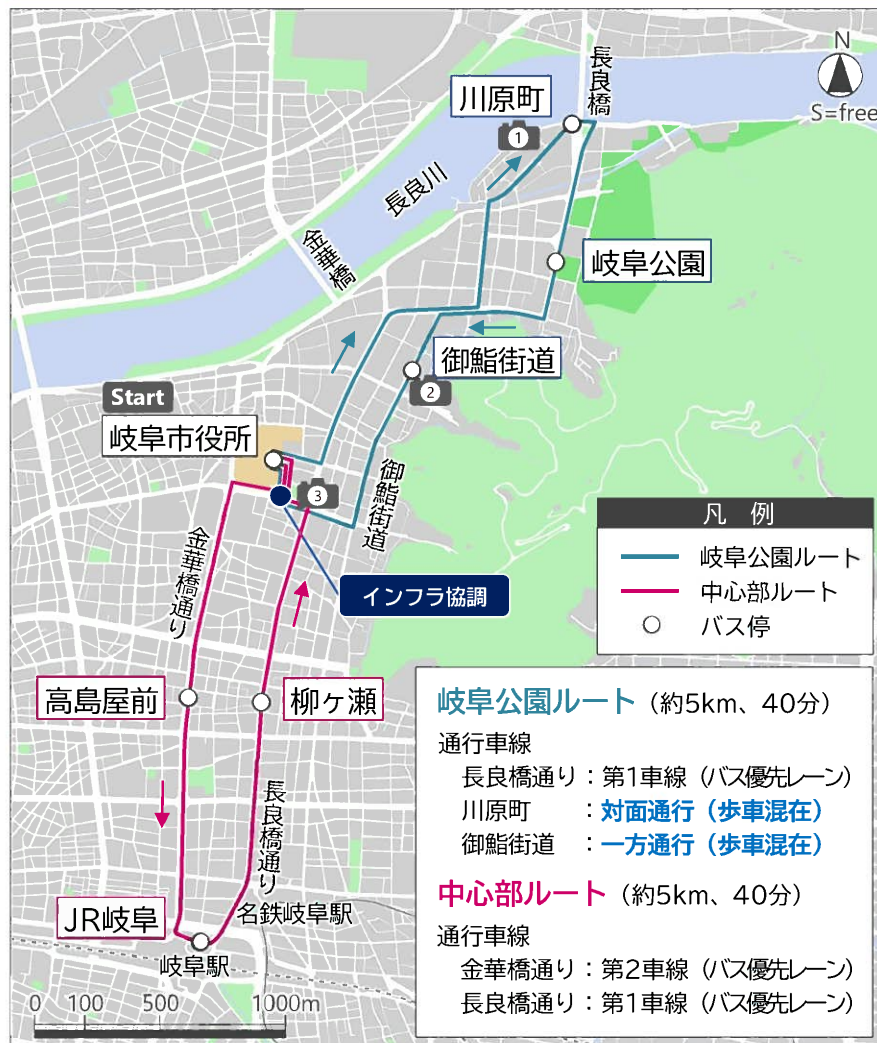 長良橋
N
S=free
川原町
1
長良川
金華橋
岐阜公園
御鮨街道
2
Start
岐阜市役所
3
御鮨街道
金華橋通り
インフラ協調
凡 例
岐阜公園ルート
中心部ルート
バス停
高島屋前
柳ヶ瀬
長良橋通り
JR岐阜
名鉄岐阜駅
岐阜駅
0 100 500 1000m
岐阜公園ルート（約5km、40分）
通行車線
長良橋通り：第1車線（バス優先レーン）
川原町 ：対面通行（歩車混在）
御鮨街道 ：一方通行（歩車混在）
中心部ルート（約5km、40分）
通行車線
金華橋通り：第2車線（バス優先レーン）
長良橋通り：第1車線（バス優先レーン）